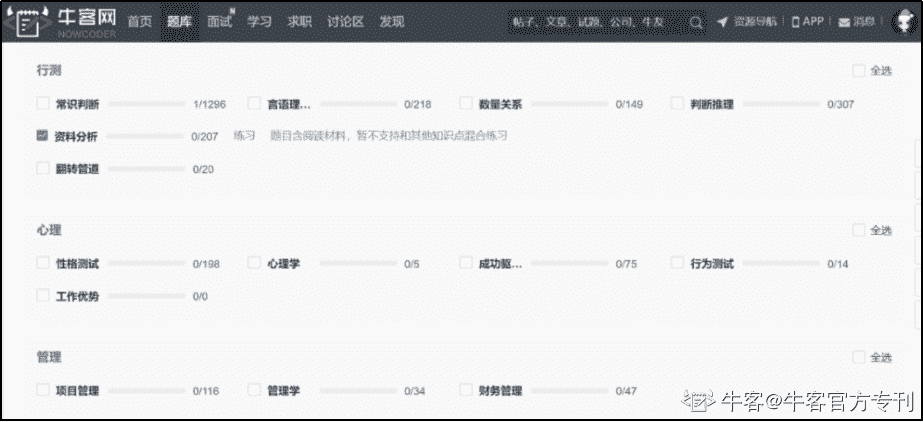 牛客网 NOWCODER 首页 题库 面试 N 学习 求职 讨论区 发现 帖子、文章、试题、公司、牛友 资源导航 APP 消息
行测 全选
常识判断 1/1296 言语理... 0/218 数量关系 0/149 判断推理 0/307
资料分析 0/207 练习 题目含阅读材料，暂不支持和其他知识点混合练习
翻转管道 0/20
心理 全选
性格测试 0/198 心理学 0/5 成功驱... 0/75 行为测试 0/14
工作优势 0/0
管理 全选
项目管理 0/116 管理学 0/34 财务管理 0/47
牛客@牛客官方专刊